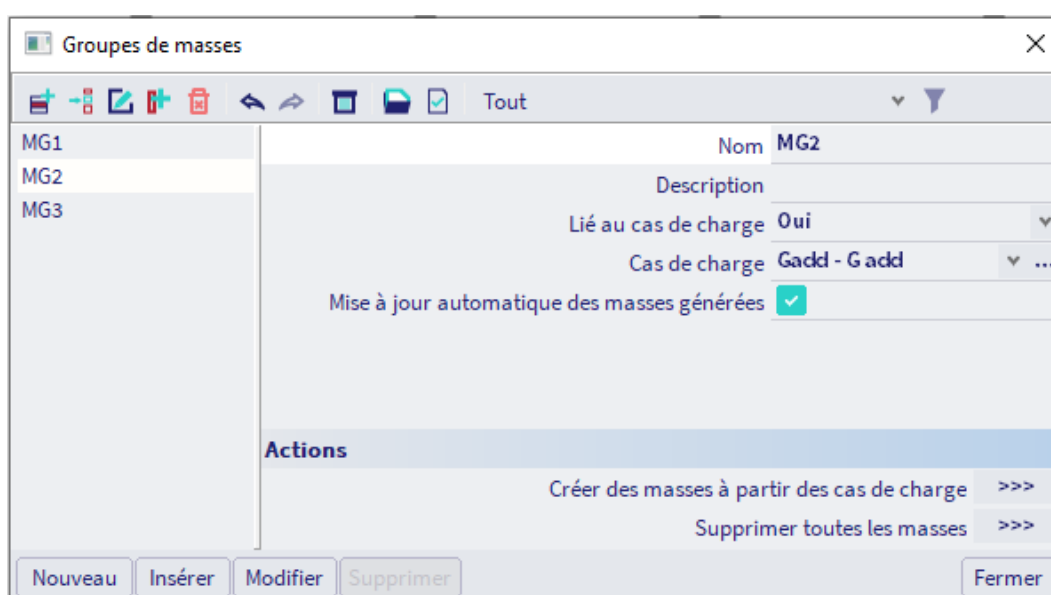 Groupes de masses
Tout
MG1
MG2
MG3
Nom MG2
Description
Lié au cas de charge Oui
Cas de charge Gadd - G add ...
Mise à jour automatique des masses générées
Actions
Créer des masses à partir des cas de charge >>>
Supprimer toutes les masses >>>
Nouveau Insérer Modifier Supprimer Fermer